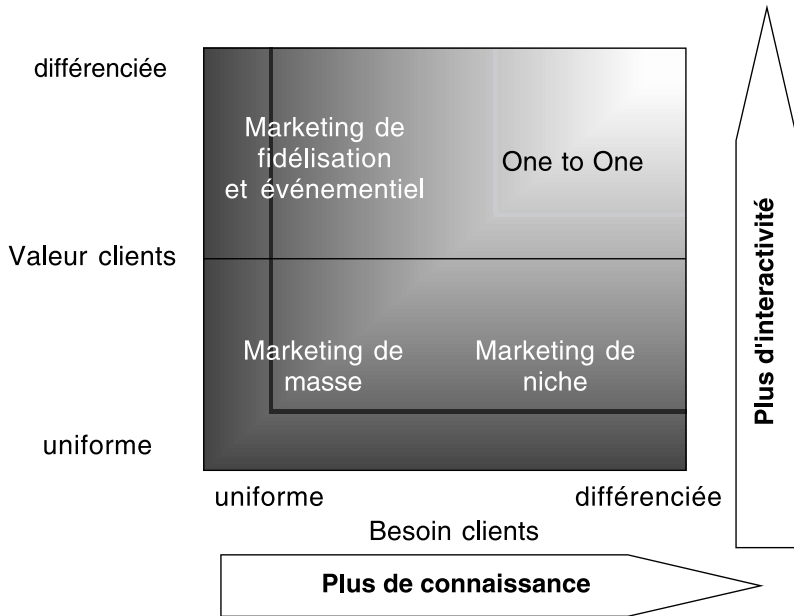 différenciée
Marketing de
fidélisation
et événementiel
One to One
Valeur clients
Marketing de
masse
Marketing de
niche
uniforme
uniforme
différenciée
Besoin clients
Plus de connaissance
Plus d'interactivité